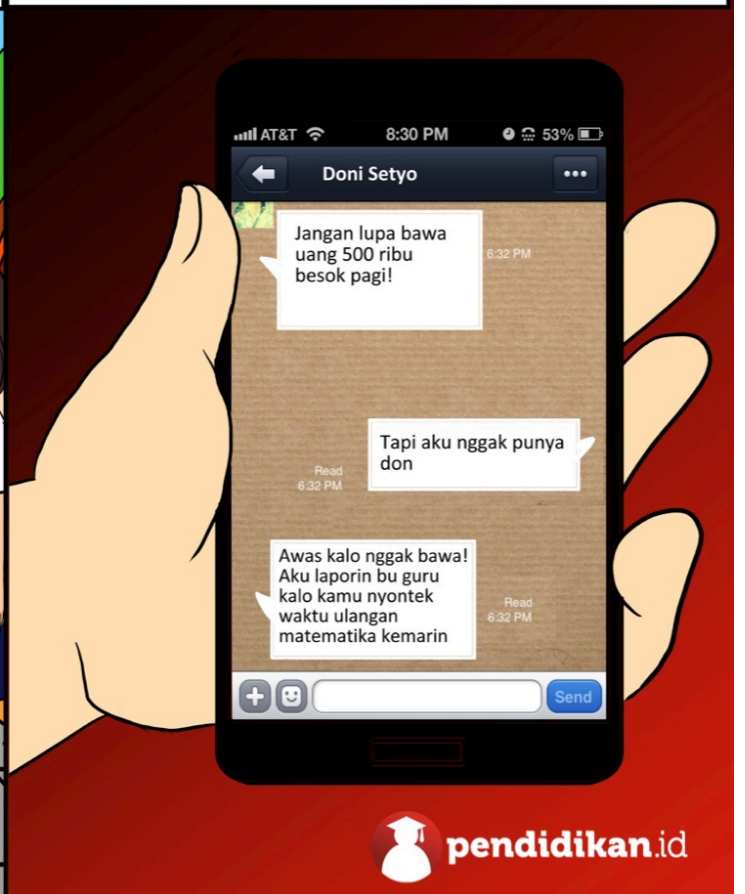 AT&T 8:30 PM 53%
Doni Setyo
Jangan lupa bawa
uang 500 ribu
besok pagi!
6:32 PM
Tapi aku nggak punya
don
Read
6:32 PM
Awas kalo nggak bawa!
Aku laporin bu guru
kalo kamu nyontek
waktu ulangan
matematika kemarin
Read
6:32 PM
Send
pendidikan.id